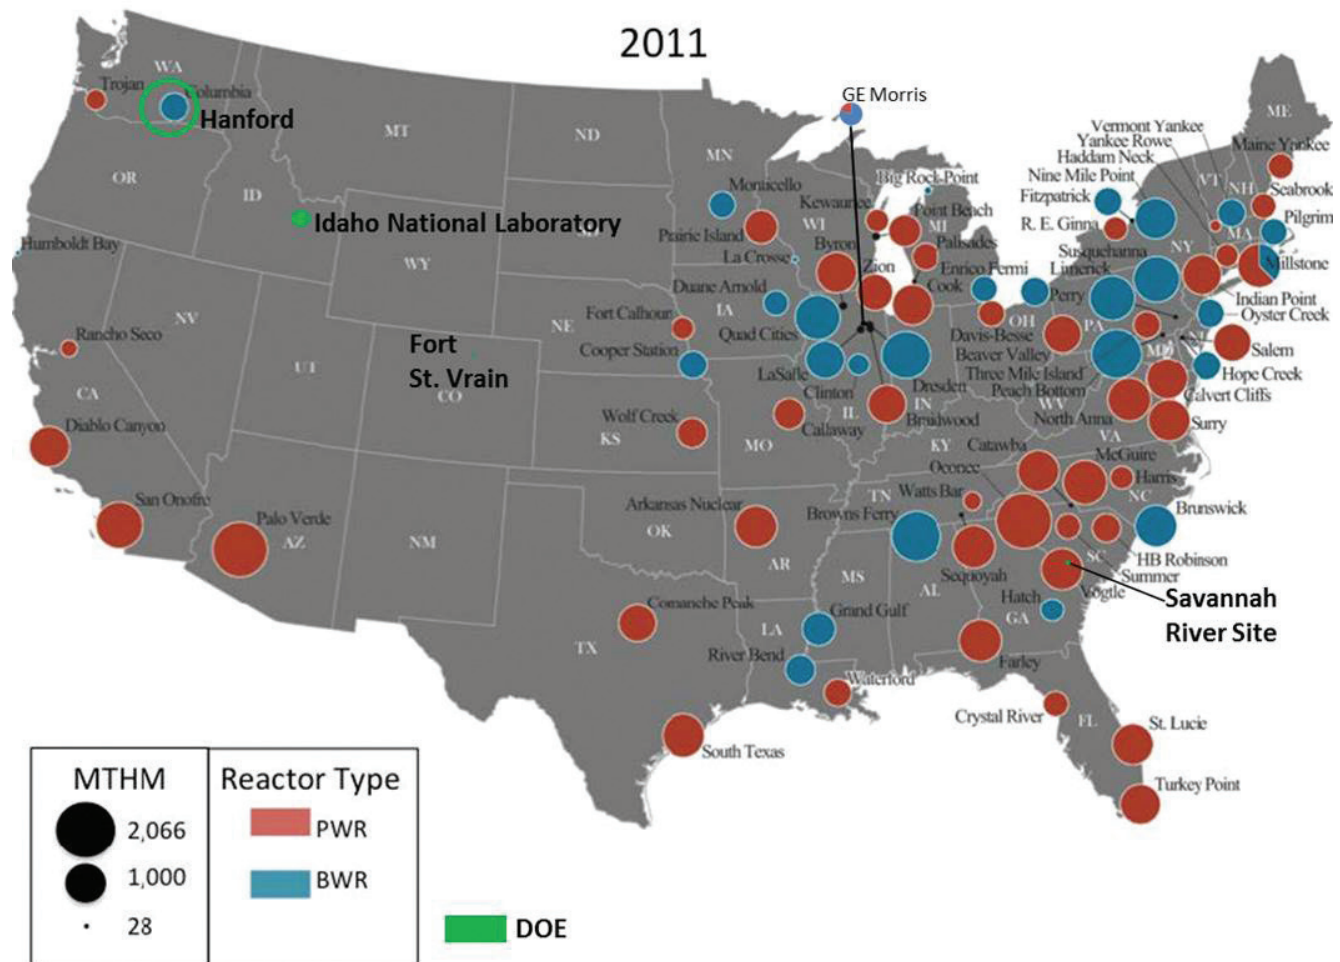 2011
GE Morris
WA
Trojan
Columbia
Hanford
MT
ND
MN
OR
ID
Idaho National Laboratory
Humboldt Bay
WY
Monticello
Prairie Island
La Crosse
WI
Kewaunee
Big Rock Point
Point Beach
MI
Palisades
Byron
Zion
Cook
Enrico Fermi
Vermont Yankee
Yankee Rowe
Haddam Neck
Nine Mile Point
Fitzpatrick
R. E. Ginna
Susquehanna
Limerick
Perry
ME
Maine Yankee
VT
NH
Seabrook
Pilgrim
MA
NY
Millstone
Indian Point
Oyster Creek
NV
Rancho Seco
CA
UT
CO
Fort
St. Vrain
NE
Duane Arnold
IA
Fort Calhoun
Quad Cities
Cooper Station
LaSalle
Clinton
Dresden
IL
IN
Braidwood
OH
Davis-Besse
Beaver Valley
Three Mile Island
Peach Bottom
PA
NJ
MD
Salem
Hope Creek
Calvert Cliffs
WV
North Anna
VA
Surry
Diablo Canyon
San Onofre
Palo Verde
AZ
NM
KS
Wolf Creek
MO
Callaway
KY
Catawba
McGuire
Oconee
Harris
NC
Watts Bar
TN
Browns Ferry
Brunswick
Arkansas Nuclear
OK
AR
MS
AL
Sequoyah
SC
HB Robinson
Summer
Vogtle
Hatch
GA
Savannah
River Site
Comanche Peak
TX
LA
Grand Gulf
River Bend
Waterford
Farley
Crystal River
FL
St. Lucie
Turkey Point
South Texas
MTHM
2,066
1,000
28
Reactor Type
PWR
BWR
DOE